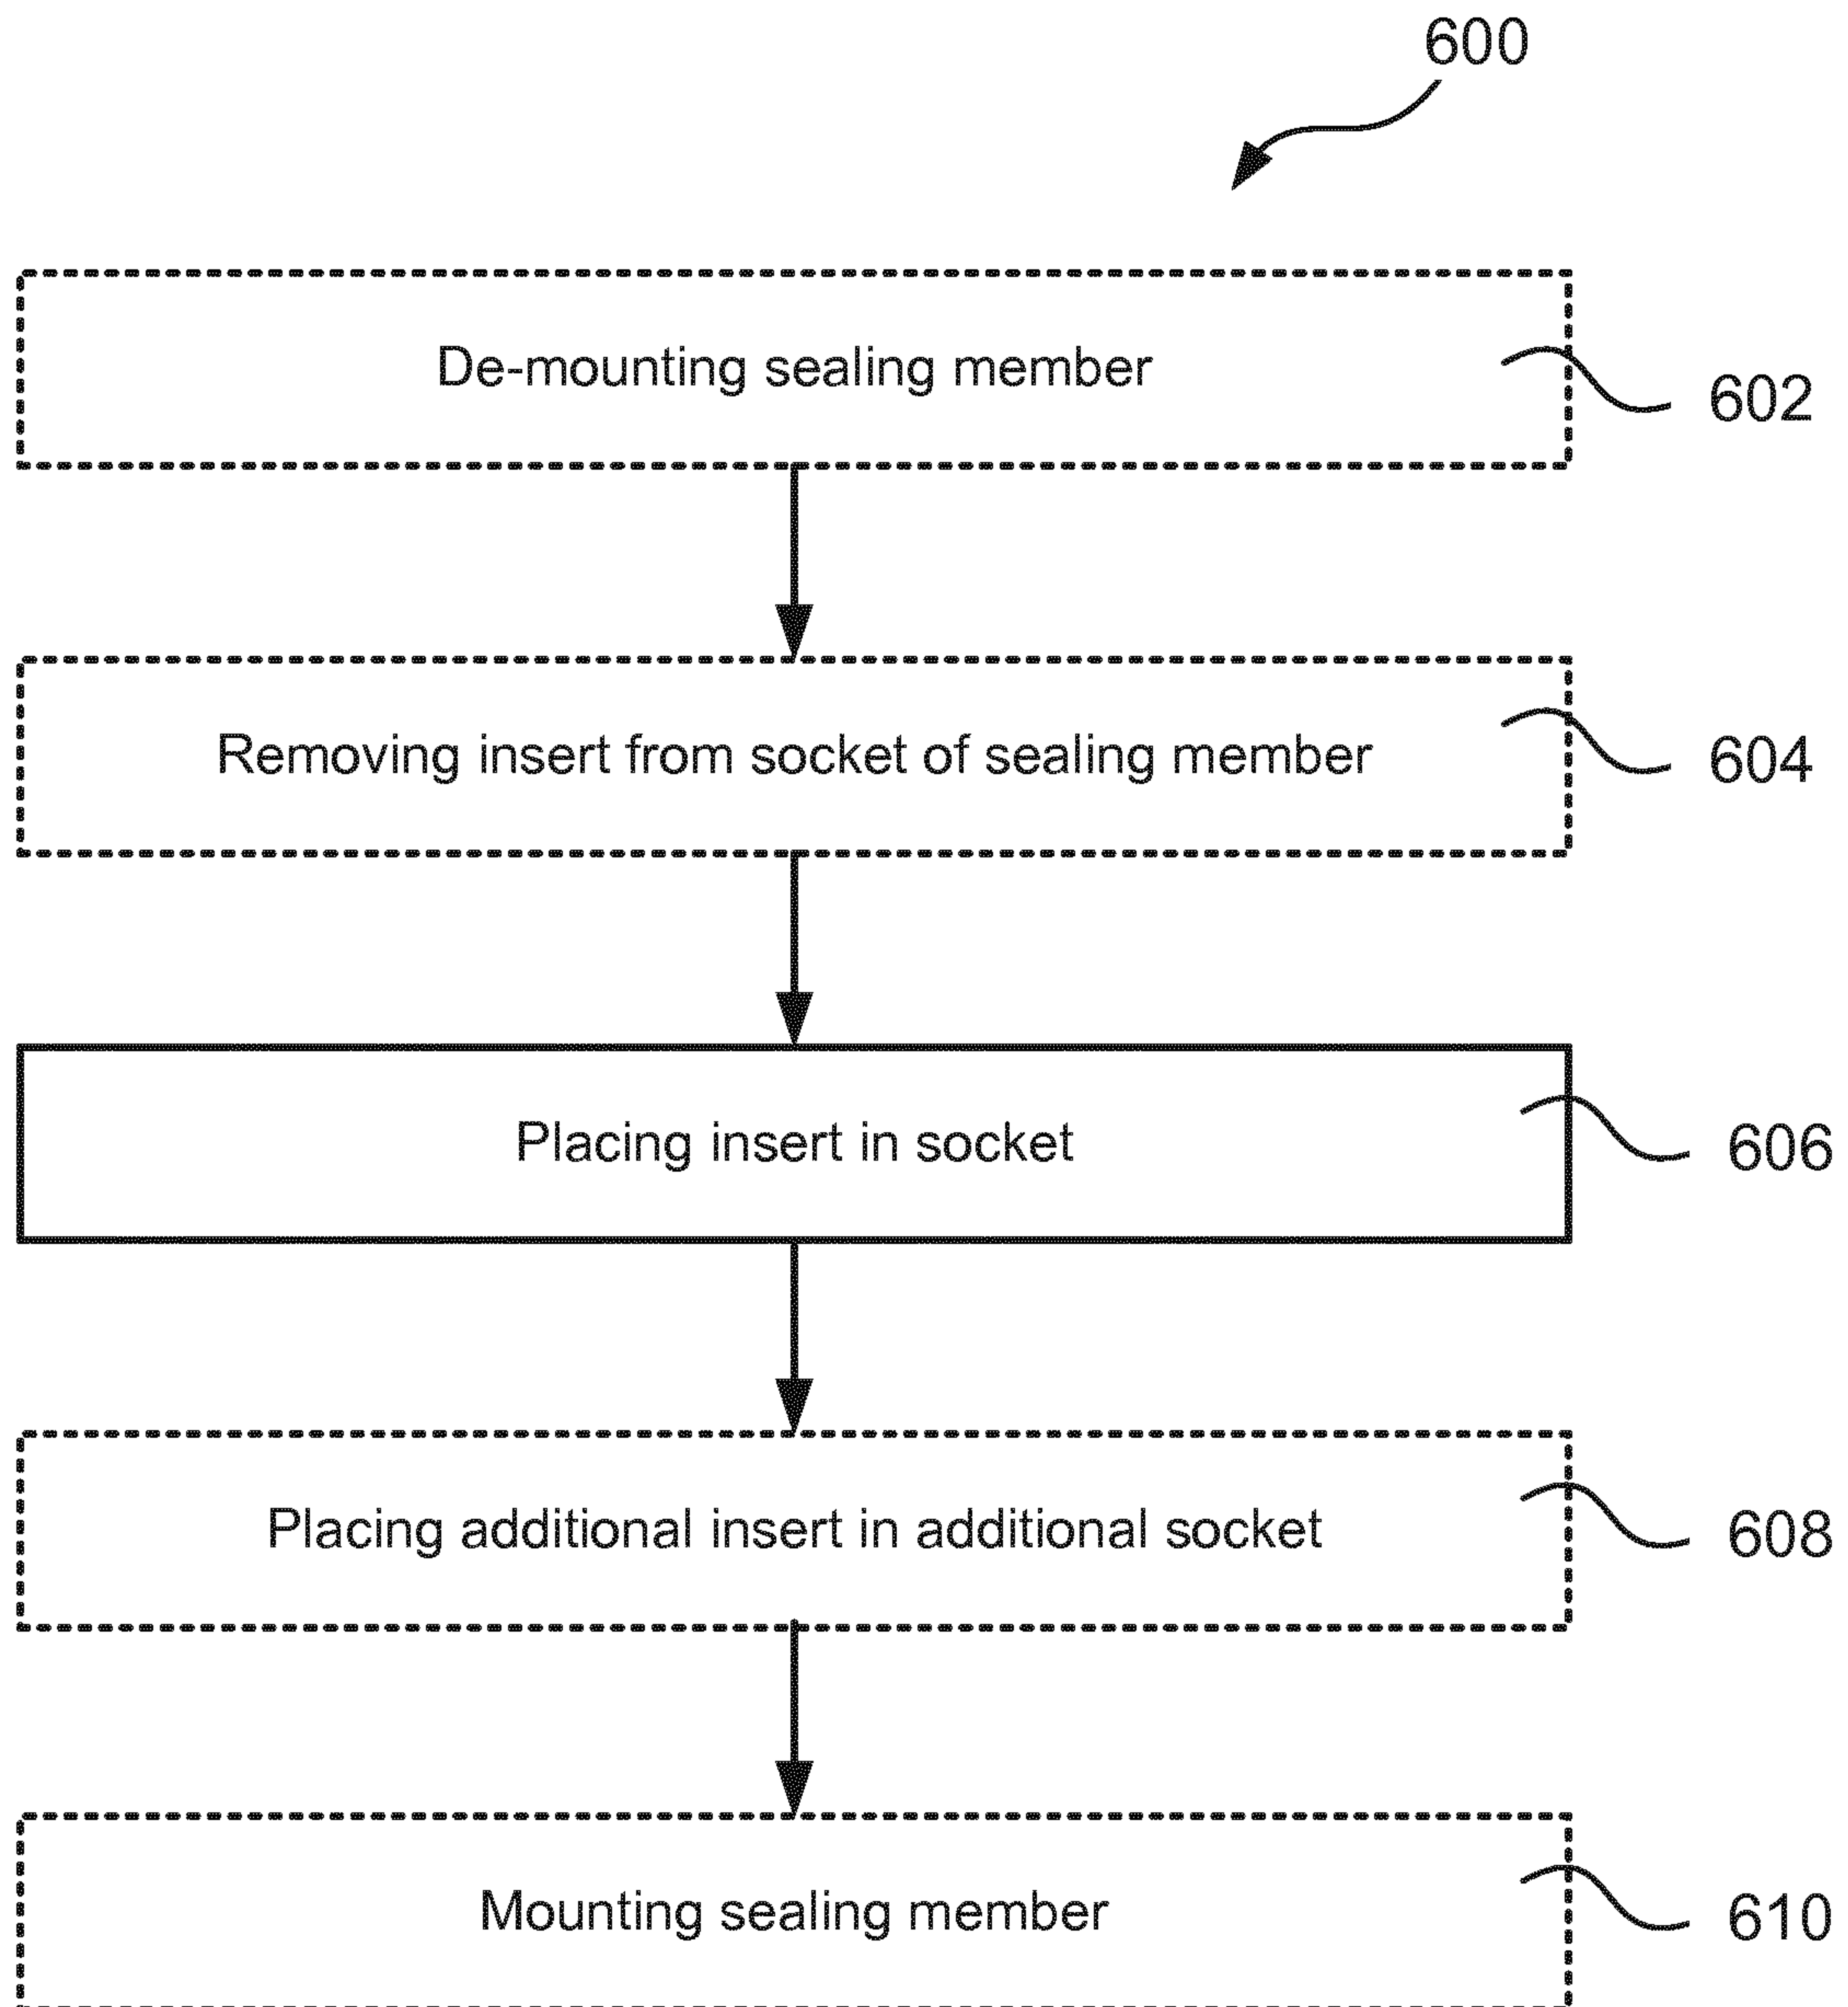 600
De-mounting sealing member
602
Removing insert from socket of sealing member
604
Placing insert in socket
606
Placing additional insert in additional socket
608
Mounting sealing member
610